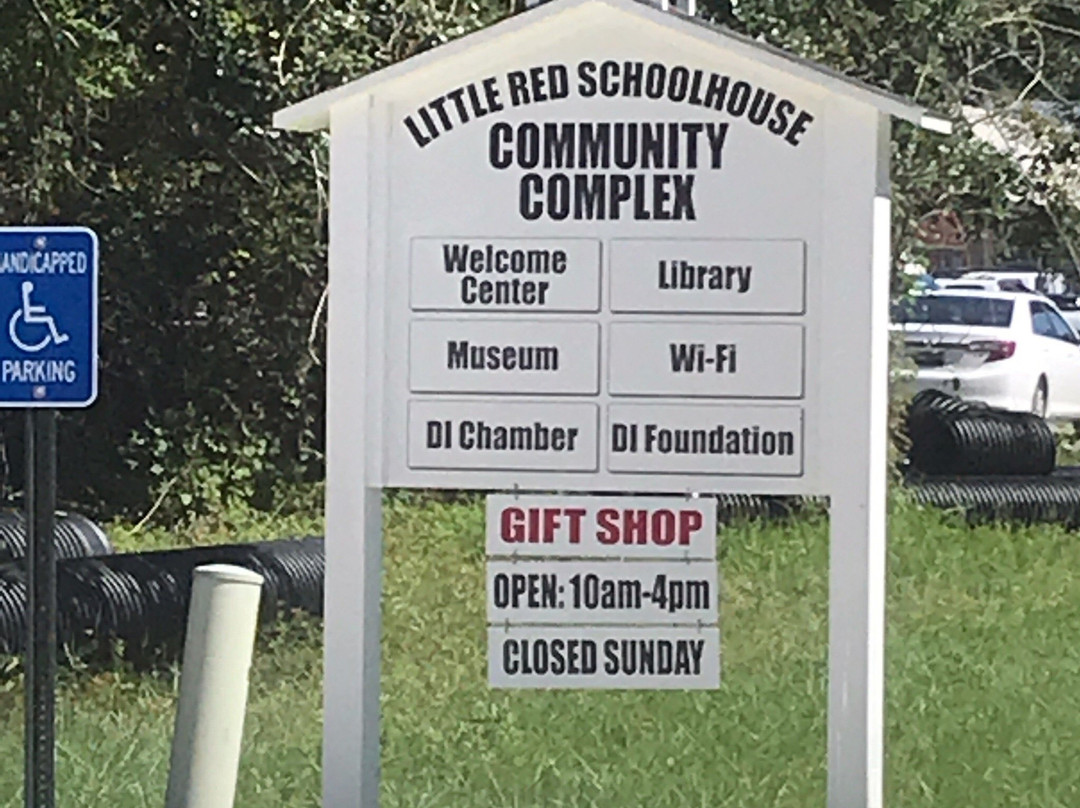 LITTLE RED SCHOOLHOUSE
COMMUNITY
COMPLEX
Welcome
Center
Library
Museum
Wi-Fi
DI Chamber
DI Foundation
GIFT SHOP
OPEN: 10am-4pm
CLOSED SUNDAY
HANDICAPPED
PARKING